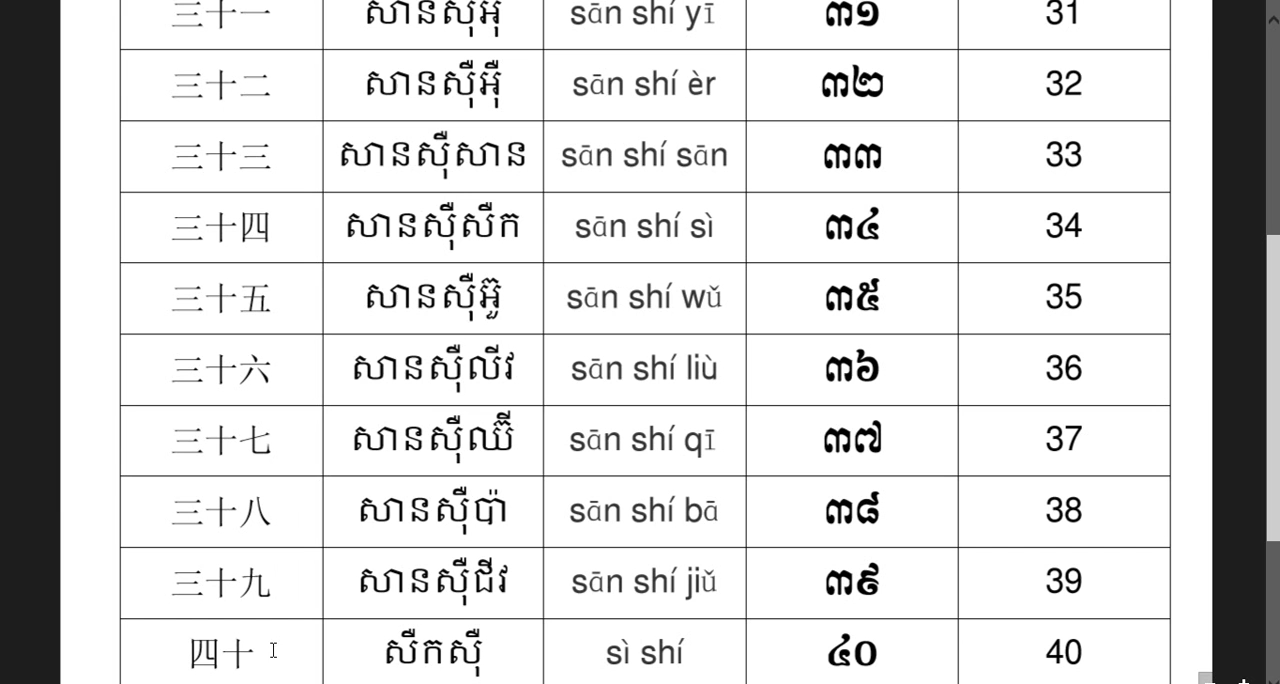 三十一 សានស៊ឺអ៊ី sān shí yī ៣១ 31
三十二 សានស៊ឺអ៊ឺ sān shí èr ៣២ 32
三十三 សានស៊ឺសាន sān shí sān ៣៣ 33
三十四 សានស៊ឺសឺក sān shí sì ៣៤ 34
三十五 សានស៊ឺអ៊ួ sān shí wǔ ៣៥ 35
三十六 សានស៊ឺលីវ sān shí liù ៣៦ 36
三十七 សានស៊ឺឈ៊ី sān shí qī ៣៧ 37
三十八 សានស៊ឺប៉ា sān shí bā ៣៨ 38
三十九 សានស៊ឺជីវ sān shí jiǔ ៣៩ 39
四十 សឺកស៊ឺ sì shí ៤០ 40